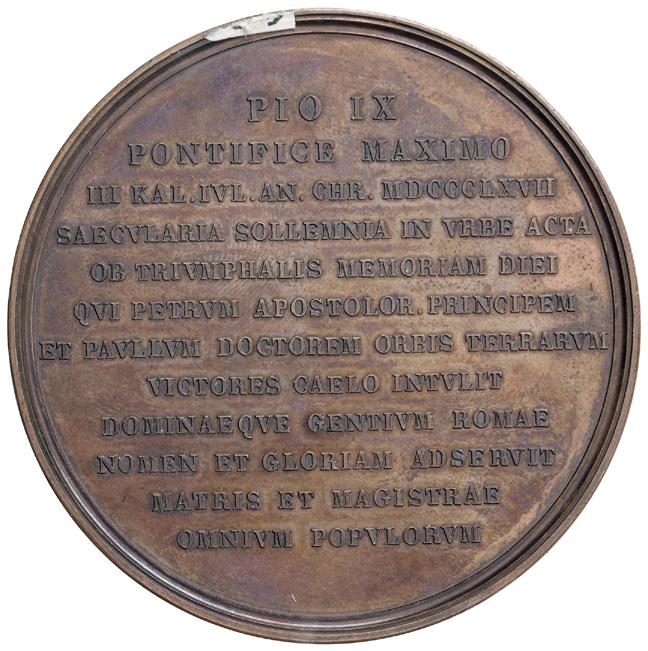 PIO IX
PONTIFICE MAXIMO
III KAL. IVL. AN. CHR. MDCCCLXVII
SAECVLARIA SOLLEMNIA IN VRBE ACTA
OB TRIVMPHALIS MEMORIAM DIEI
QVI PETRVM APOSTOLOR. PRINCIPEM
ET PAVLLVM DOCTOREM ORBIS TERRARVM
VICTORES CAELO INTVLIT
DOMINAEQVE GENTIVM ROMAE
NOMEN ET GLORIAM ADSERVIT
MATRIS ET MAGISTRAE
OMNIVM POPVLORVM